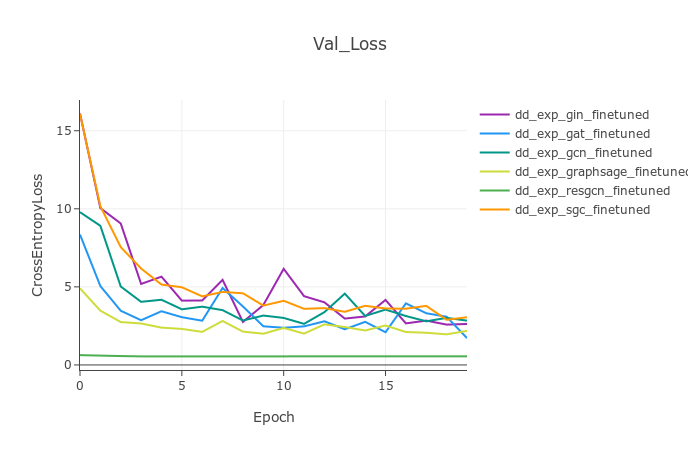 Val_Loss
CrossEntropyLoss
15
10
5
0
0
5
10
15
Epoch
dd_exp_gin_finetuned
dd_exp_gat_finetuned
dd_exp_gcn_finetuned
dd_exp_graphsage_finetuned
dd_exp_resgcn_finetuned
dd_exp_sgc_finetuned